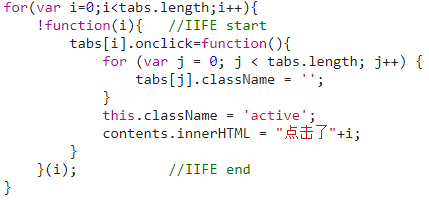 for(var i=0;i<tabs.length;i++){
    !function(i){   //IIFE start
        tabs[i].onclick=function(){
            for (var j = 0; j < tabs.length; j++) {
                tabs[j].className = '';
            }
            this.className = 'active';
            contents.innerHTML = "点击了"+i;
        }
    }(i);           //IIFE end
}